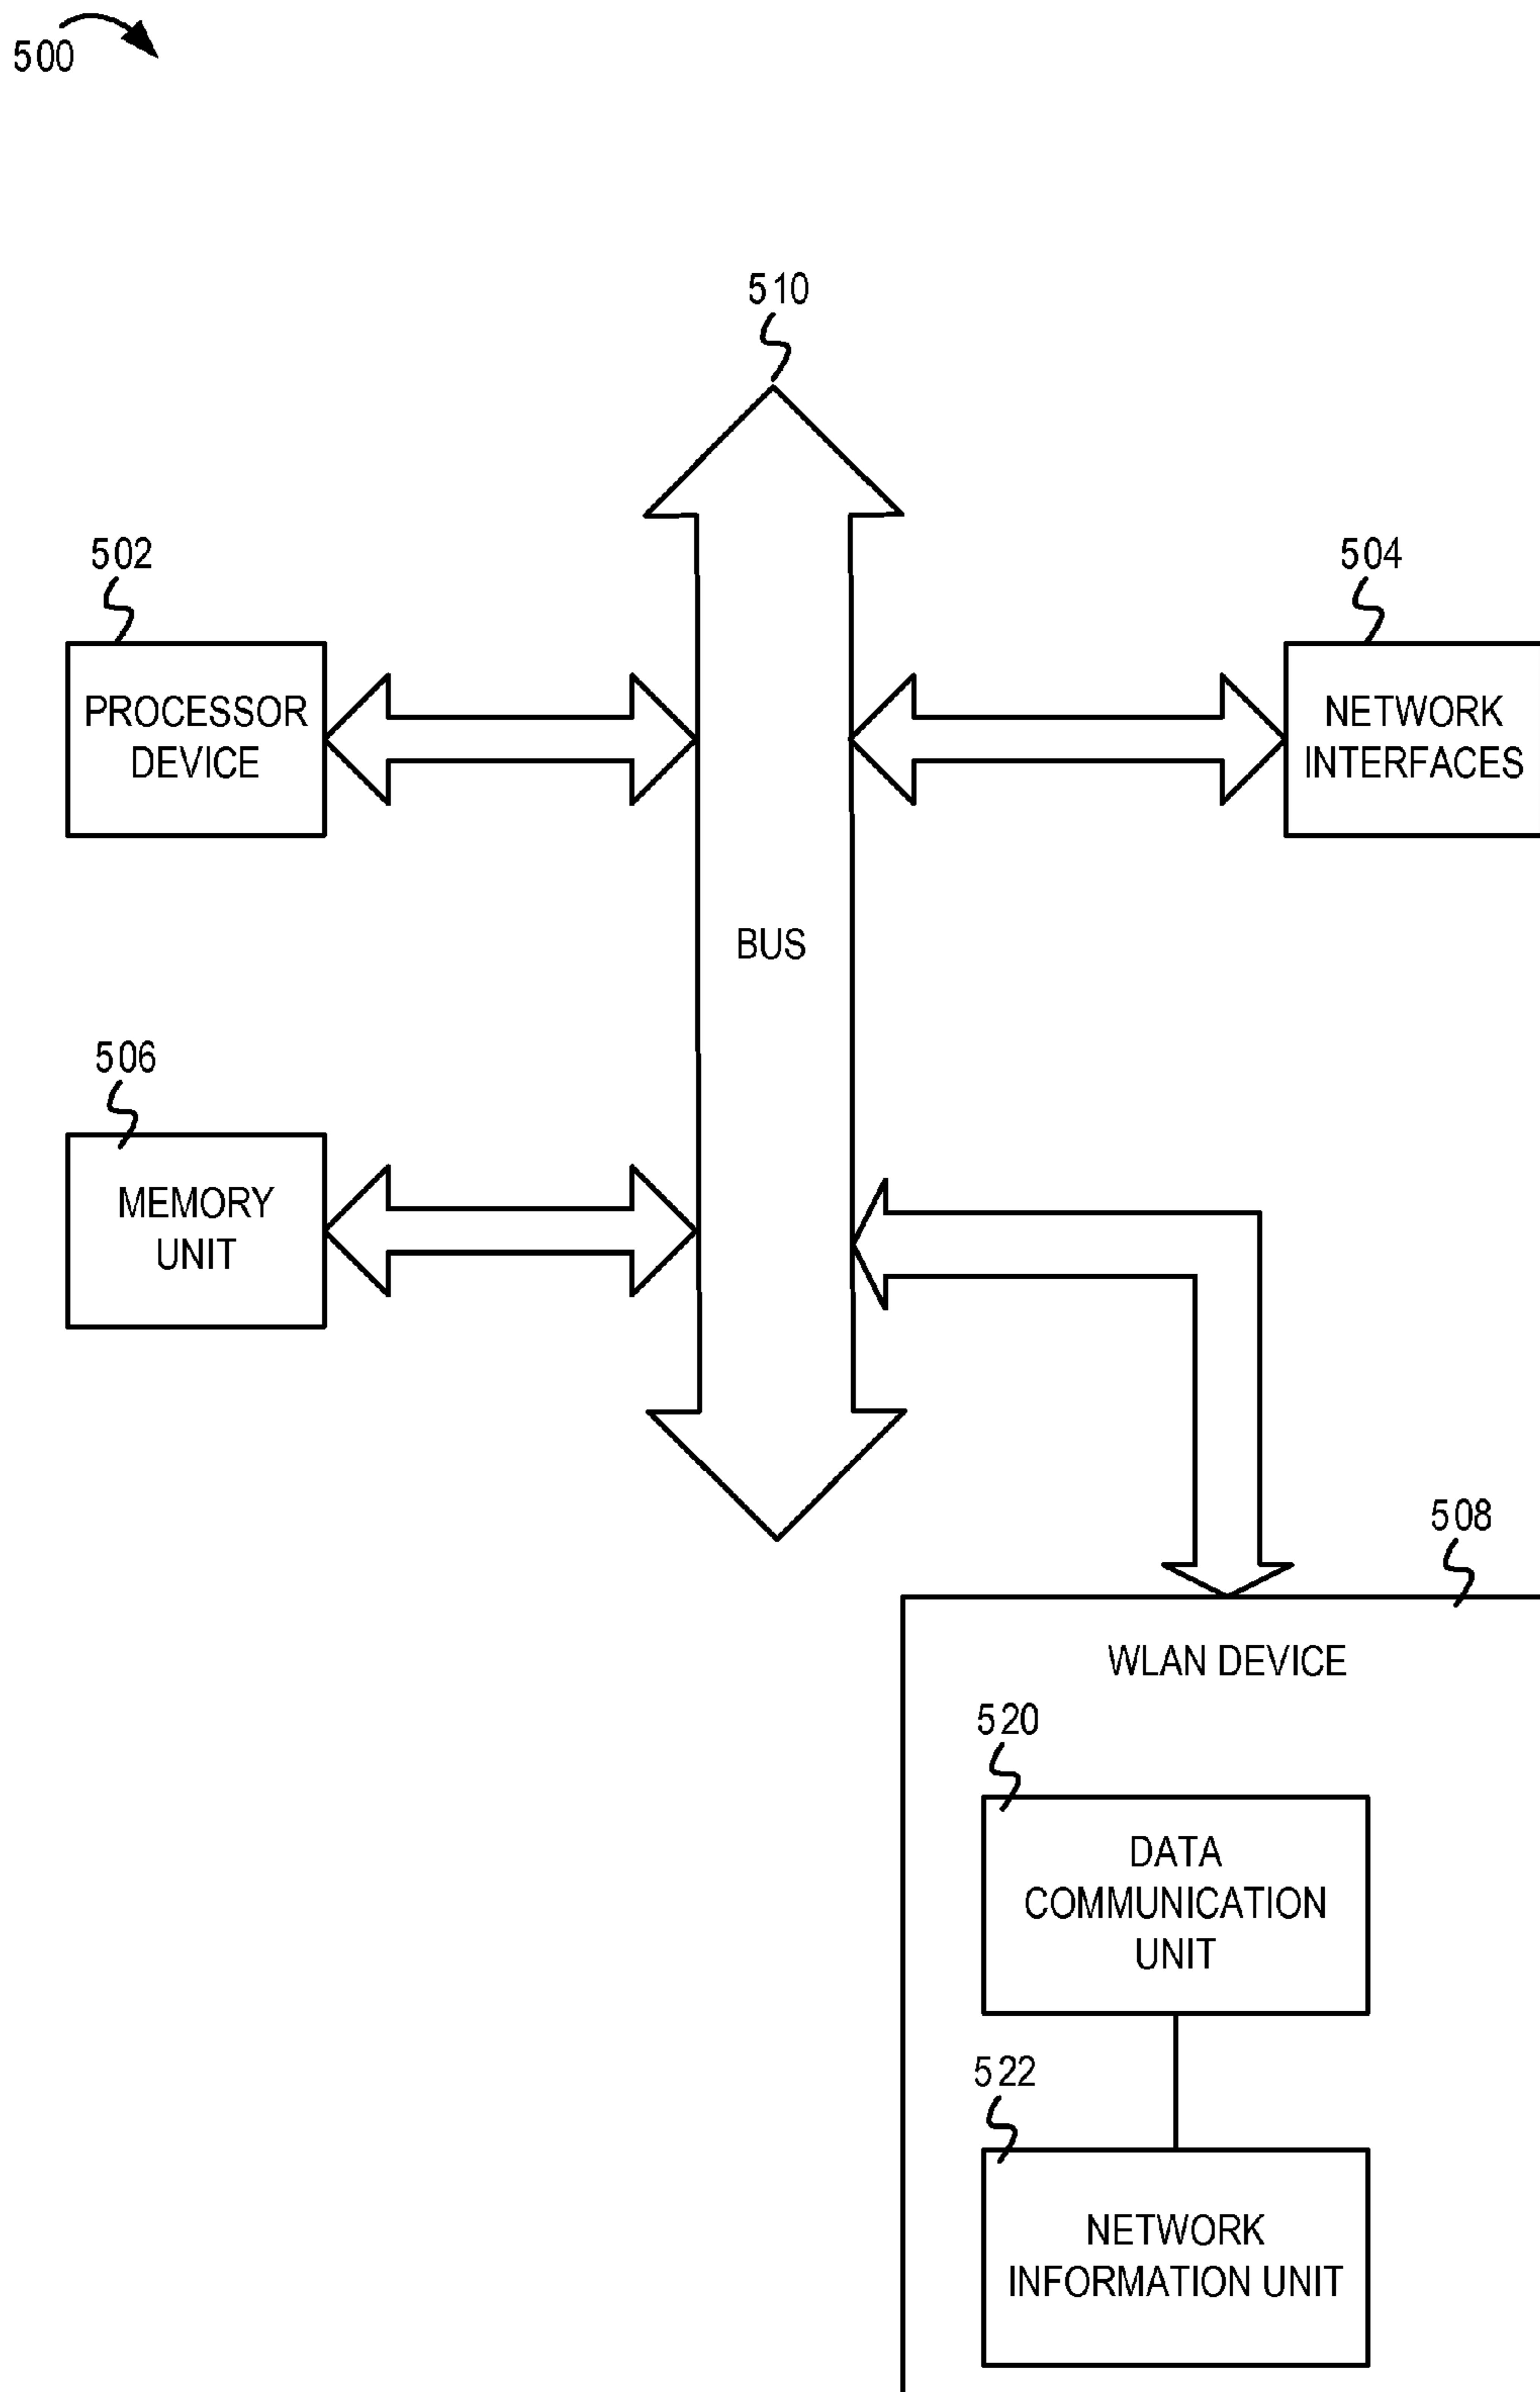 500
510
502
504
PROCESSOR
DEVICE
NETWORK
INTERFACES
BUS
506
MEMORY
UNIT
508
WLAN DEVICE
520
DATA
COMMUNICATION
UNIT
522
NETWORK
INFORMATION UNIT